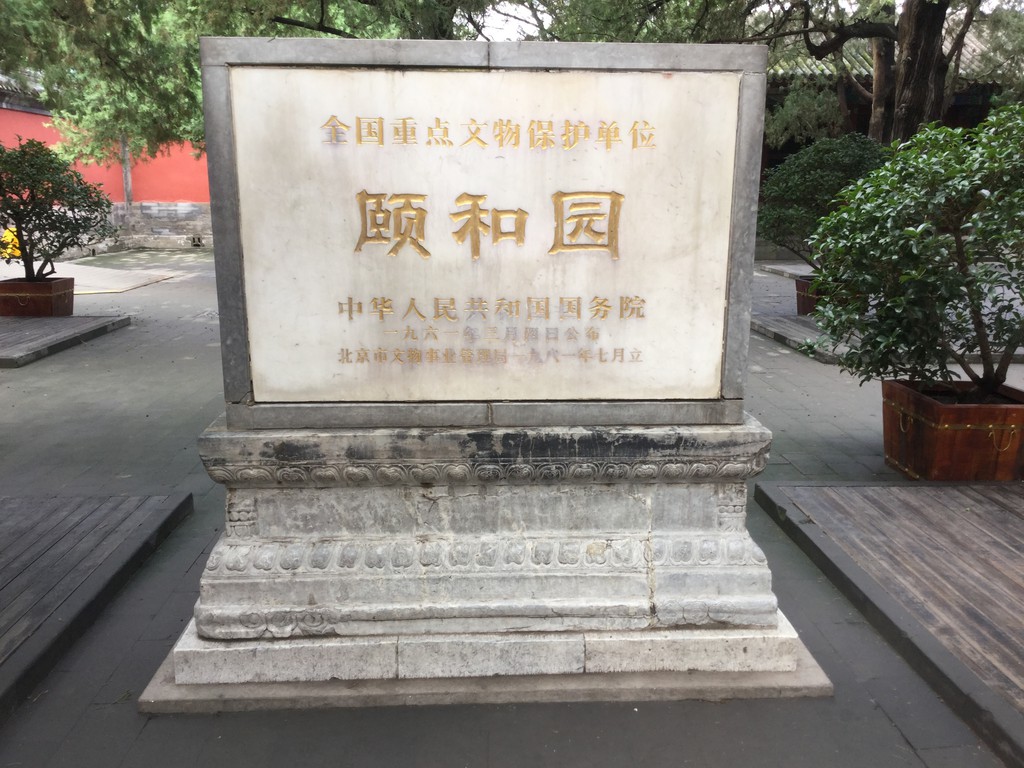 全国重点文物保护单位
颐和园
中华人民共和国国务院
一九六一年三月四日公布
北京市文物事业管理局一九八一年七月立